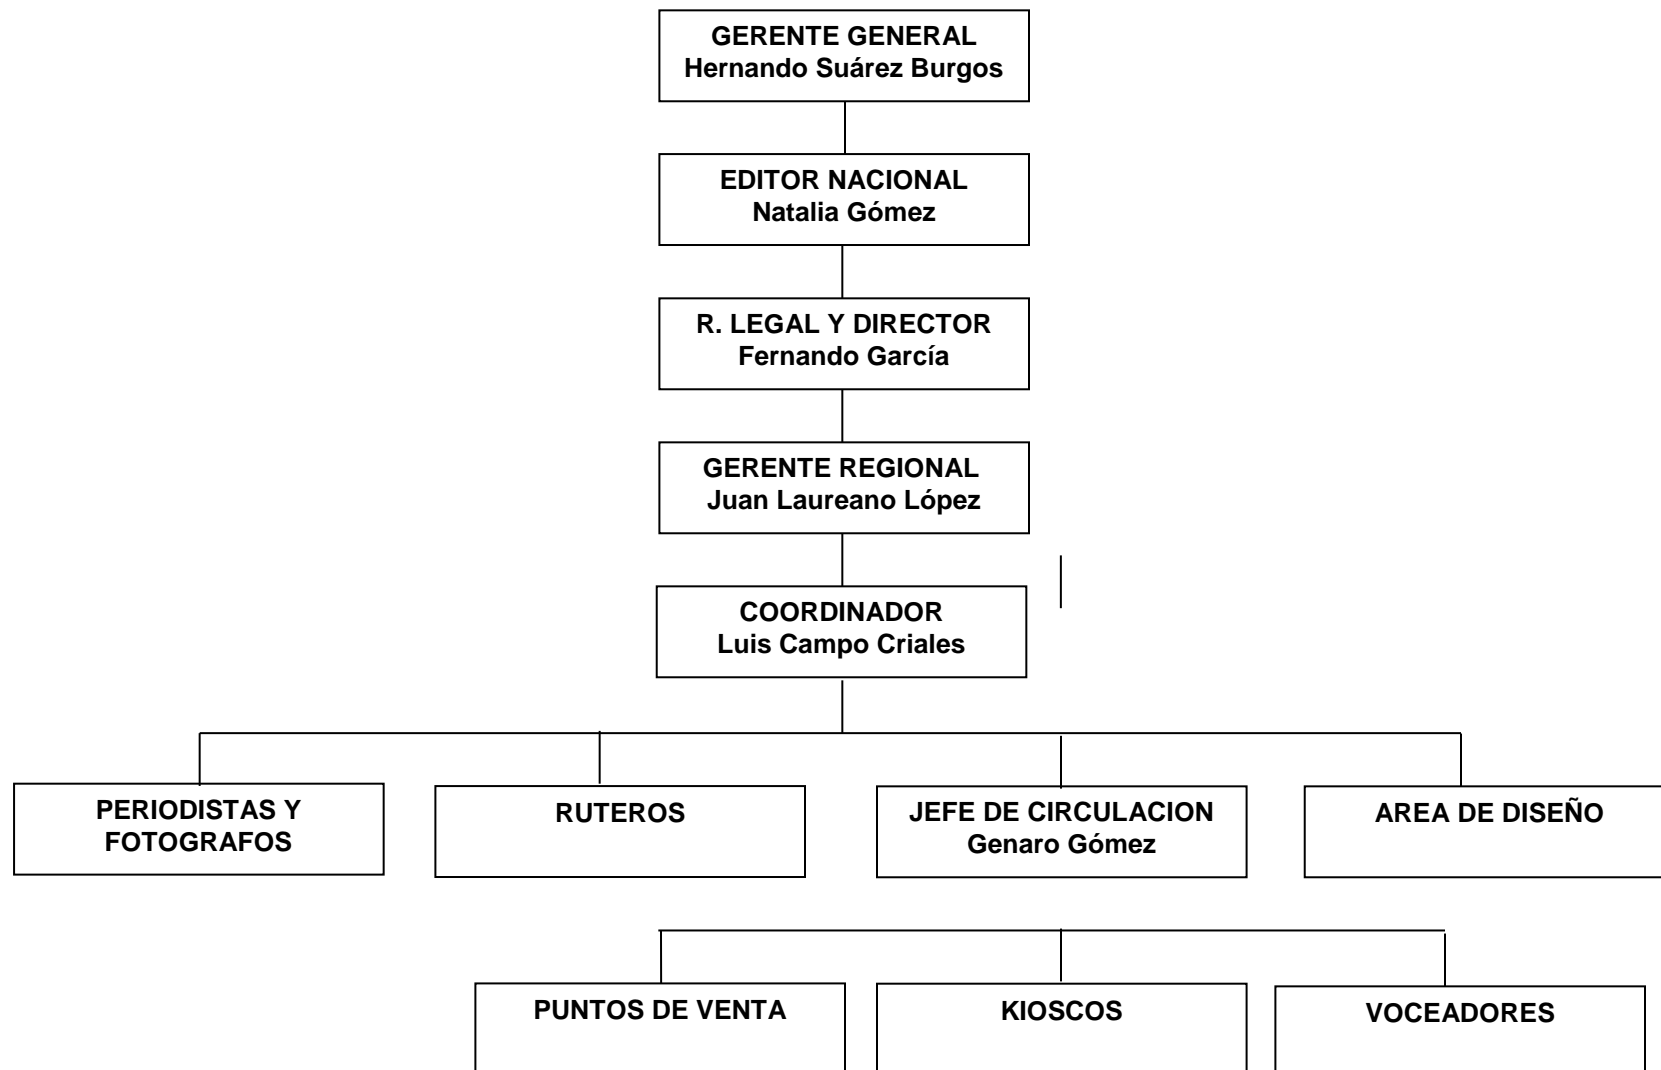 GERENTE GENERAL
Hernando Suárez Burgos
EDITOR NACIONAL
Natalia Gómez
R. LEGAL Y DIRECTOR
Fernando García
GERENTE REGIONAL
Juan Laureano López
COORDINADOR
Luis Campo Criales
PERIODISTAS Y
FOTOGRAFOS
RUTEROS
JEFE DE CIRCULACION
Genaro Gómez
AREA DE DISEÑO
PUNTOS DE VENTA
KIOSCOS
VOCEADORES